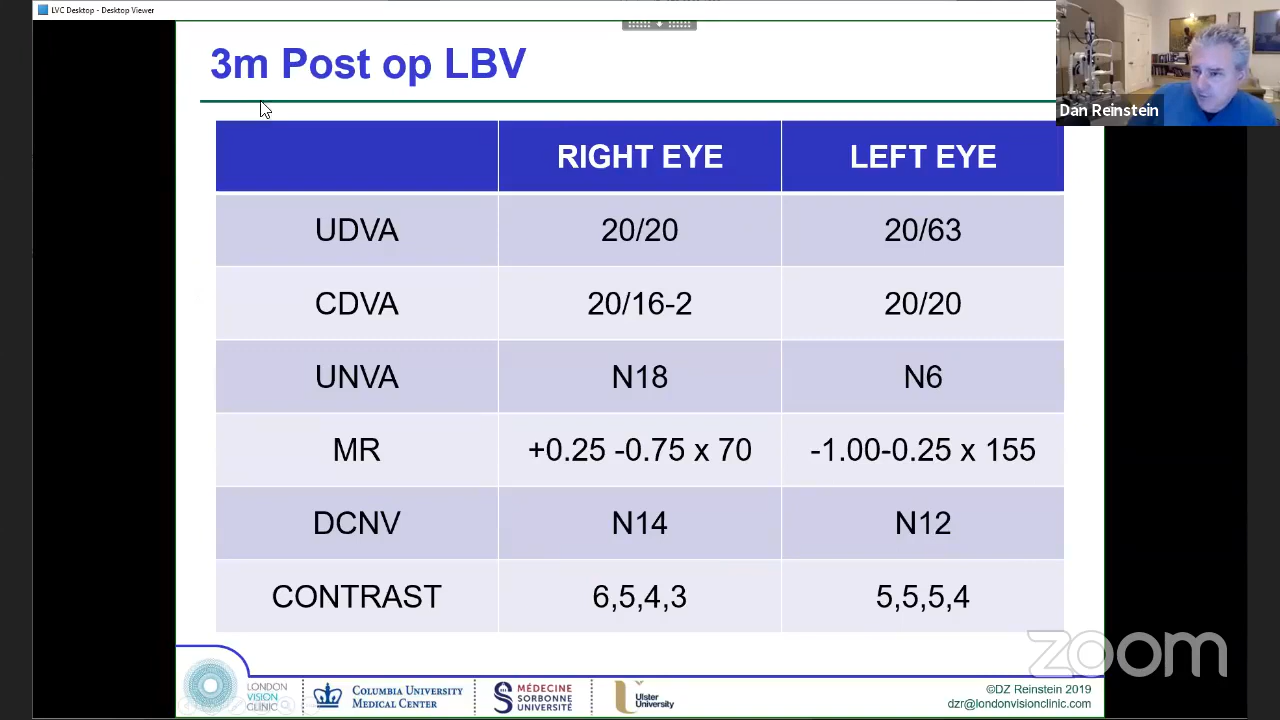 LVC Desktop - Desktop Viewer
3m Post op LBV
Dan Reinstein
RIGHT EYE LEFT EYE
UDVA 20/20 20/63
CDVA 20/16-2 20/20
UNVA N18 N6
MR +0.25 -0.75 x 70 -1.00-0.25 x 155
DCNV N14 N12
CONTRAST 6,5,4,3 5,5,5,4
zoom
LONDON
VISION
CLINIC
COLUMBIA UNIVERSITY
MEDICAL CENTER
MÉDECINE
SORBONNE
UNIVERSITÉ
Ulster
University
©DZ Reinstein 2019
dzr@londonvisionclinic.com